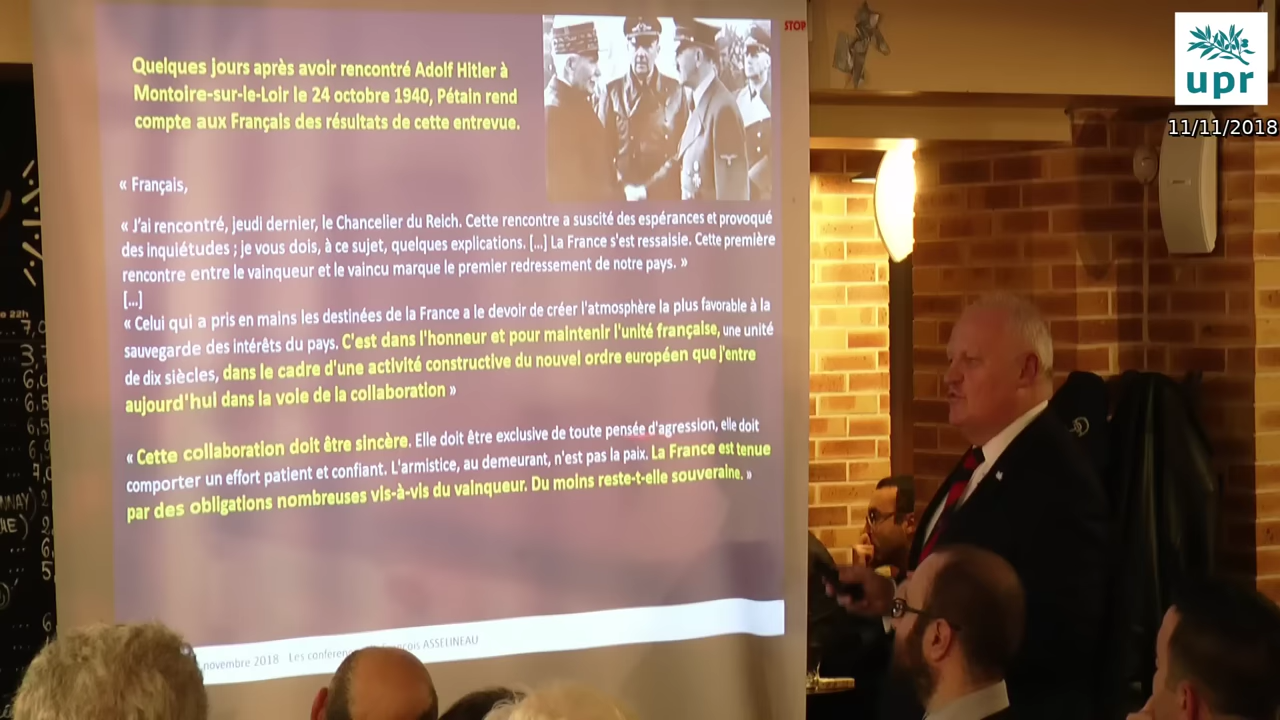 STOP
upr
11/11/2018
Quelques jours après avoir rencontré Adolf Hitler à
Montoire-sur-le-Loir le 24 octobre 1940, Pétain rend
compte aux Français des résultats de cette entrevue.
« Français,
« J'ai rencontré, jeudi dernier, le Chancelier du Reich. Cette rencontre a suscité des espérances et provoqué
des inquiétudes ; je vous dois, à ce sujet, quelques explications. [...] La France s'est ressaisie. Cette première
rencontre entre le vainqueur et le vaincu marque le premier redressement de notre pays. »
[...]
« Celui qui a pris en mains les destinées de la France a le devoir de créer l'atmosphère la plus favorable à la
sauvegarde des intérêts du pays. C'est dans l'honneur et pour maintenir l'unité française, une unité
de dix siècles, dans le cadre d'une activité constructive du nouvel ordre européen que j'entre
aujourd'hui dans la voie de la collaboration »
« Cette collaboration doit être sincère. Elle doit être exclusive de toute pensée d'agression, elle doit
comporter un effort patient et confiant. L'armistice, au demeurant, n'est pas la paix. La France est tenue
par des obligations nombreuses vis-à-vis du vainqueur. Du moins reste-t-elle souveraine. »
novembre 2018 Les conféren ançois ASSELINEAU